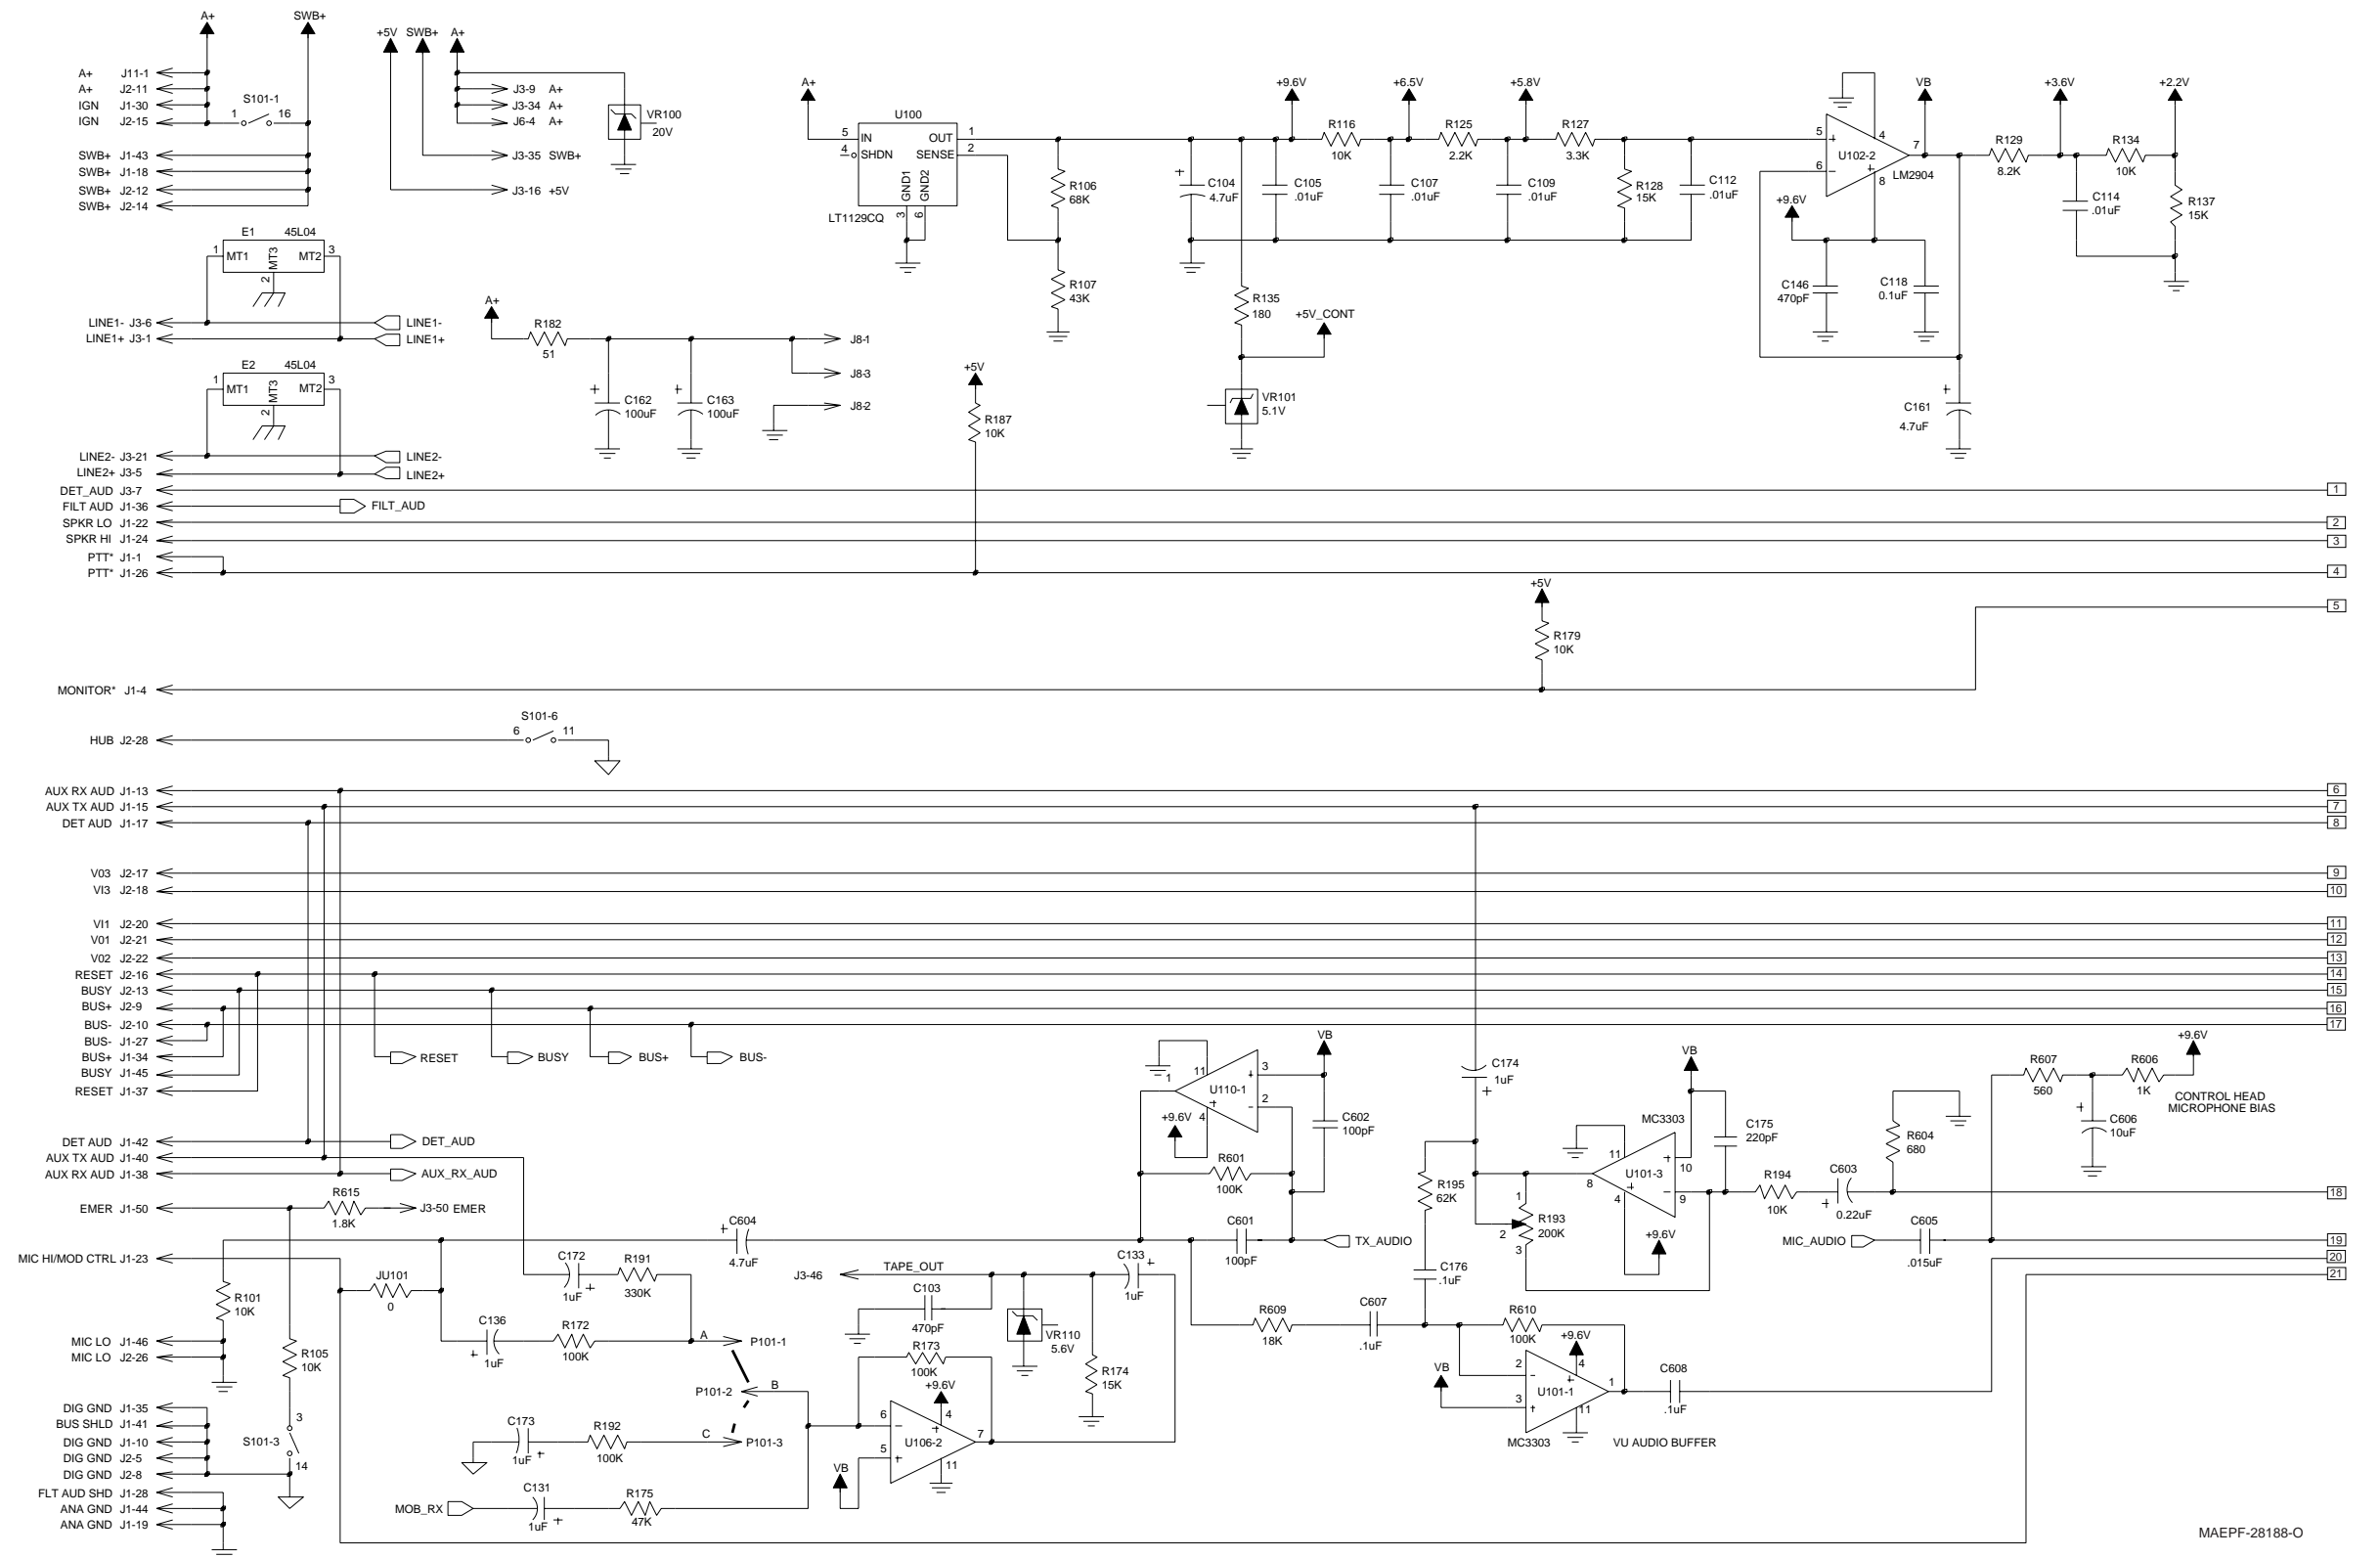 A+
SWB+
A+ J11-1
A+ J2-11
IGN J1-30
IGN J2-15
S101-1
1 16
SWB+ J1-43
SWB+ J1-18
SWB+ J2-12
SWB+ J2-14
+5V SWB+ A+
J3-9 A+
J3-34 A+
J6-4 A+
VR100
20V
J3-35 SWB+
J3-16 +5V
A+
U100
5 IN OUT 1
4 SHDN SENSE 2
GND1 GND2
3 6
LT1129CQ
R106
68K
R107
43K
C104
4.7uF
+9.6V
C105
.01uF
R116
10K
+6.5V
C107
.01uF
R125
2.2K
+5.8V
C109
.01uF
R127
3.3K
R128
15K
C112
.01uF
R135
180
+5V_CONT
VR101
5.1V
5 + 4
6 - 8 7
U102-2
LM2904
VB
R129
8.2K
+3.6V
R134
10K
+2.2V
C114
.01uF
R137
15K
+9.6V
C146
470pF
C118
0.1uF
C161
4.7uF
E1 45L04
1 MT1 MT3 MT2 3
2
LINE1- J3-6
LINE1+ J3-1
LINE1-
LINE1+
E2 45L04
1 MT1 MT3 MT2 3
2
LINE2- J3-21
LINE2+ J3-5
LINE2-
LINE2+
A+
R182
51
C162
100uF
C163
100uF
J8-1
J8-3
J8-2
+5V
R187
10K
DET_AUD J3-7
1
FILT AUD J1-36
FILT_AUD
SPKR LO J1-22
2
SPKR HI J1-24
3
PTT* J1-1
PTT* J1-26
4
+5V
R179
10K
5
MONITOR* J1-4
S101-6
HUB J2-28
6 11
AUX RX AUD J1-13
6
AUX TX AUD J1-15
7
DET AUD J1-17
8
V03 J2-17
9
VI3 J2-18
10
VI1 J2-20
11
V01 J2-21
12
V02 J2-22
13
RESET J2-16
14
BUSY J2-13
15
BUS+ J2-9
16
BUS- J2-10
17
BUS- J1-27
BUS+ J1-34
BUSY J1-45
RESET J1-37
RESET
BUSY
BUS+
BUS-
DET AUD J1-42
DET_AUD
AUX TX AUD J1-40
AUX RX AUD J1-38
AUX_RX_AUD
EMER J1-50
R615
1.8K
J3-50 EMER
MIC HI/MOD CTRL J1-23
R101
10K
JU101
0
MIC LO J1-46
MIC LO J2-26
R105
10K
DIG GND J1-35
BUS SHLD J1-41
DIG GND J1-10
DIG GND J2-5
DIG GND J2-8
S101-3
3
14
FLT AUD SHD J1-28
ANA GND J1-44
ANA GND J1-19
C604
4.7uF
C172
1uF
R191
330K
C136
1uF
R172
100K
A P101-1
P101-2 B
C P101-3
C173
1uF
R192
100K
MOB_RX
C131
1uF
R175
47K
J3-46
TAPE_OUT
C103
470pF
VR110
5.6V
C133
1uF
R174
15K
R173
100K
+9.6V
6 - 4
5 + 7
U106-2
11
VB
VB
1 11 + 3
U110-1
- 2
+9.6V
4
C602
100pF
R601
100K
C601
100pF
TX_AUDIO
C174
1uF
R195
62K
C176
.1uF
R193
200K
1
2
3
VB
MC3303
11
8
U101-3
4
+ 10
- 9
+9.6V
C175
220pF
R194
10K
C603
0.22uF
R604
680
R607
560
R606
1K
+9.6V
C606
10uF
CONTROL HEAD
MICROPHONE BIAS
18
C605
.015uF
MIC_AUDIO
19
20
21
R609
18K
C607
.1uF
R610
100K
+9.6V
VB
2 - 4
3 + 1
U101-1
11
MC3303
C608
.1uF
VU AUDIO BUFFER
MAEPF-28188-O